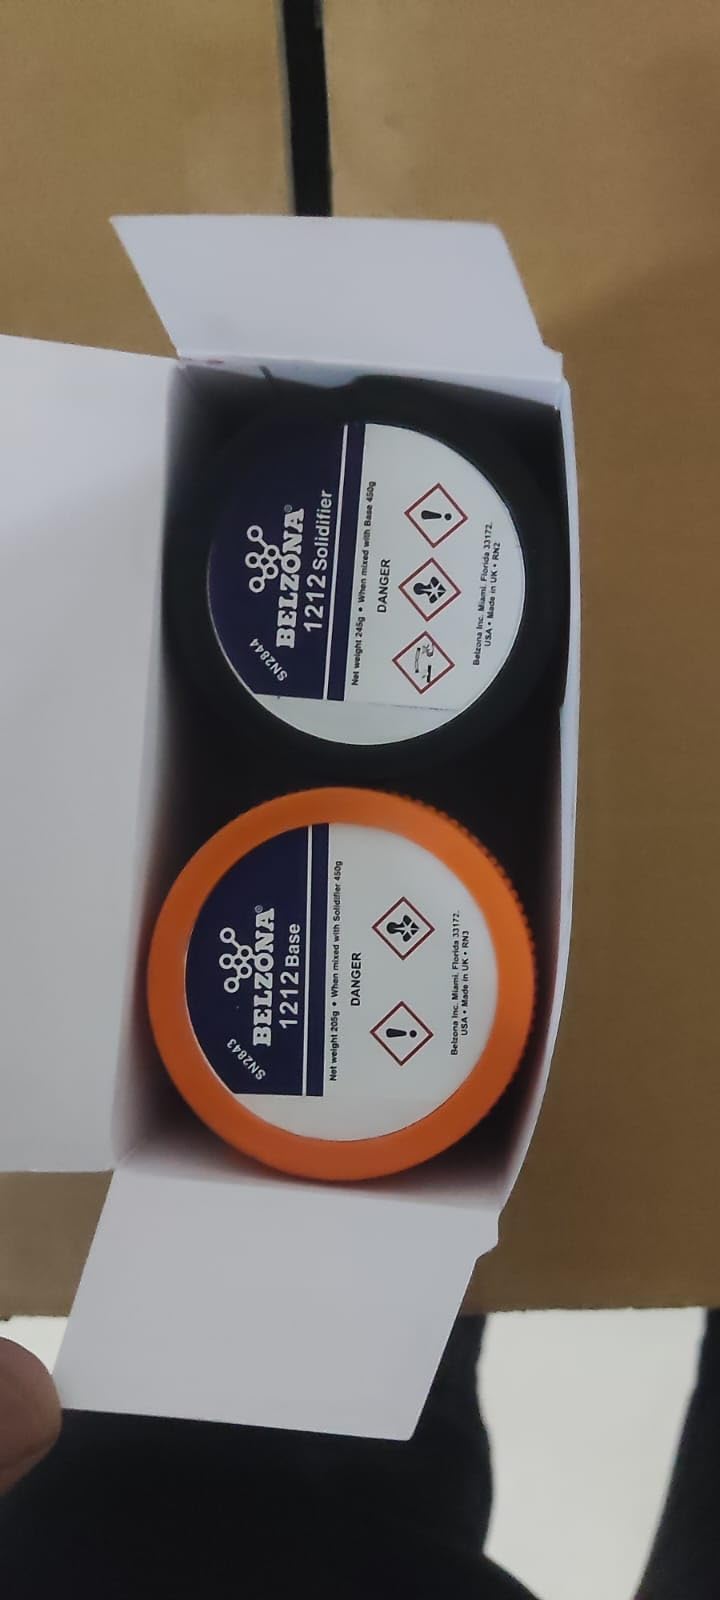 SN2844
BELZONA®
1212 Solidifier
Net weight 245g • When mixed with Base 450g
DANGER
Belzona Inc. Miami, Florida 33172.
USA • Made in UK • RN2
SN2843
BELZONA®
1212 Base
Net weight 205g • When mixed with Solidifier 450g
DANGER
Belzona Inc. Miami, Florida 33172.
USA • Made in UK • RN3